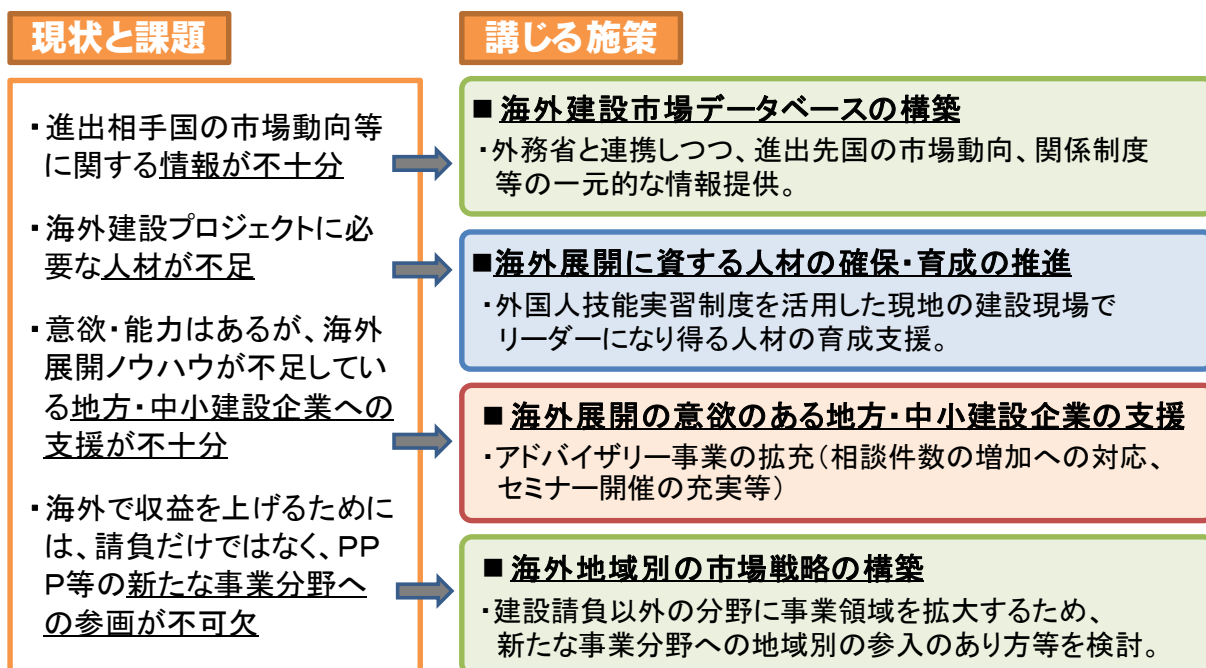 現状と課題
・進出相手国の市場動向等
に関する情報が不十分
・海外建設プロジェクトに必
要な人材が不足
・意欲・能力はあるが、海外
展開ノウハウが不足してい
る地方・中小建設企業への
支援が不十分
・海外で収益を上げるために
は、請負だけではなく、PP
P等の新たな事業分野へ
の参画が不可欠
講じる施策
■海外建設市場データベースの構築
・外務省と連携しつつ、進出先国の市場動向、関係制度
等の一元的な情報提供。
■海外展開に資する人材の確保・育成の推進
・外国人技能実習制度を活用した現地の建設現場で
リーダーになり得る人材の育成支援。
■海外展開の意欲のある地方・中小建設企業の支援
・アドバイザリー事業の拡充(相談件数の増加への対応、
セミナー開催の充実等)
■海外地域別の市場戦略の構築
・建設請負以外の分野に事業領域を拡大するため、
新たな事業分野への地域別の参入のあり方等を検討。